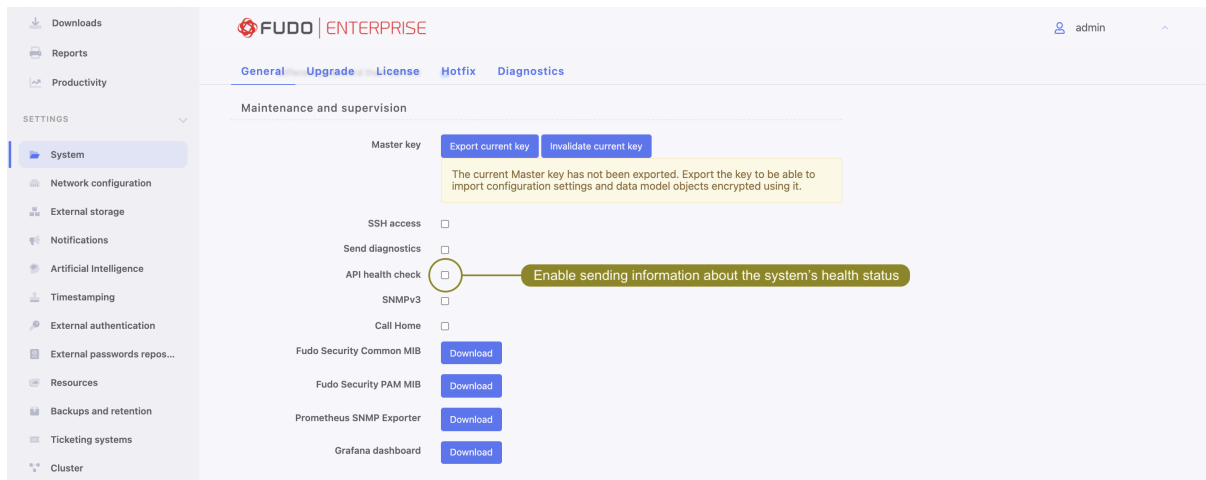 Downloads
Reports
Productivity
SETTINGS
System
Network configuration
External storage
Notifications
Artificial Intelligence
Timestamping
External authentication
External passwords repos...
Resources
Backups and retention
Ticketing systems
Cluster
FUDO ENTERPRISE
admin
General Upgrade License Hotfix Diagnostics
Maintenance and supervision
Master key Export current key Invalidate current key
The current Master key has not been exported. Export the key to be able to
import configuration settings and data model objects encrypted using it.
SSH access
Send diagnostics
API health check Enable sending information about the system's health status
SNMPv3
Call Home
Fudo Security Common MIB Download
Fudo Security PAM MIB Download
Prometheus SNMP Exporter Download
Grafana dashboard Download